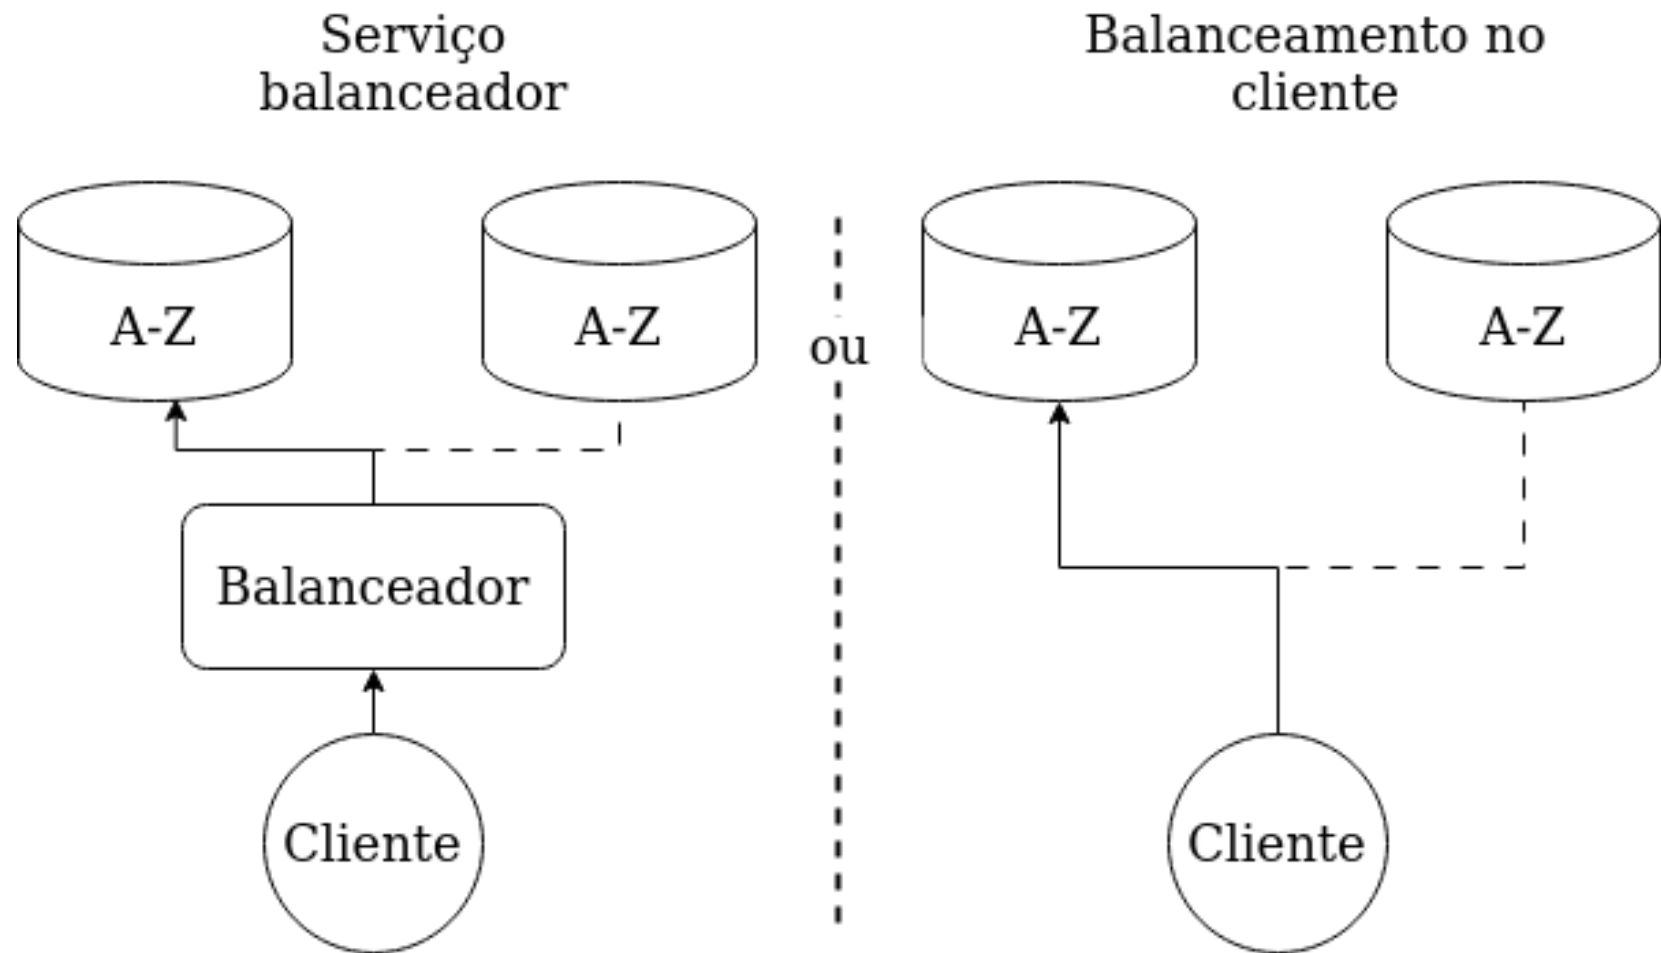 Serviço
balanceador
A-Z
A-Z
Balanceador
Cliente
ou
Balanceamento no
cliente
A-Z
A-Z
Cliente